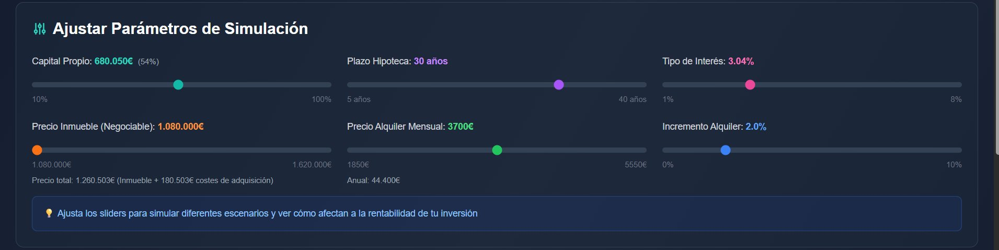 Ajustar Parámetros de Simulación
Capital Propio: 680.050€ (54%)
10% 100%
Plazo Hipoteca: 30 años
5 años 40 años
Tipo de Interés: 3.04%
1% 8%
Precio Inmueble (Negociable): 1.080.000€
1.080.000€ 1.620.000€
Precio total: 1.260.503€ (Inmueble + 180.503€ costes de adquisición)
Precio Alquiler Mensual: 3700€
1850€ 5550€
Anual: 44.400€
Incremento Alquiler: 2.0%
0% 10%
💡 Ajusta los sliders para simular diferentes escenarios y ver cómo afectan a la rentabilidad de tu inversión